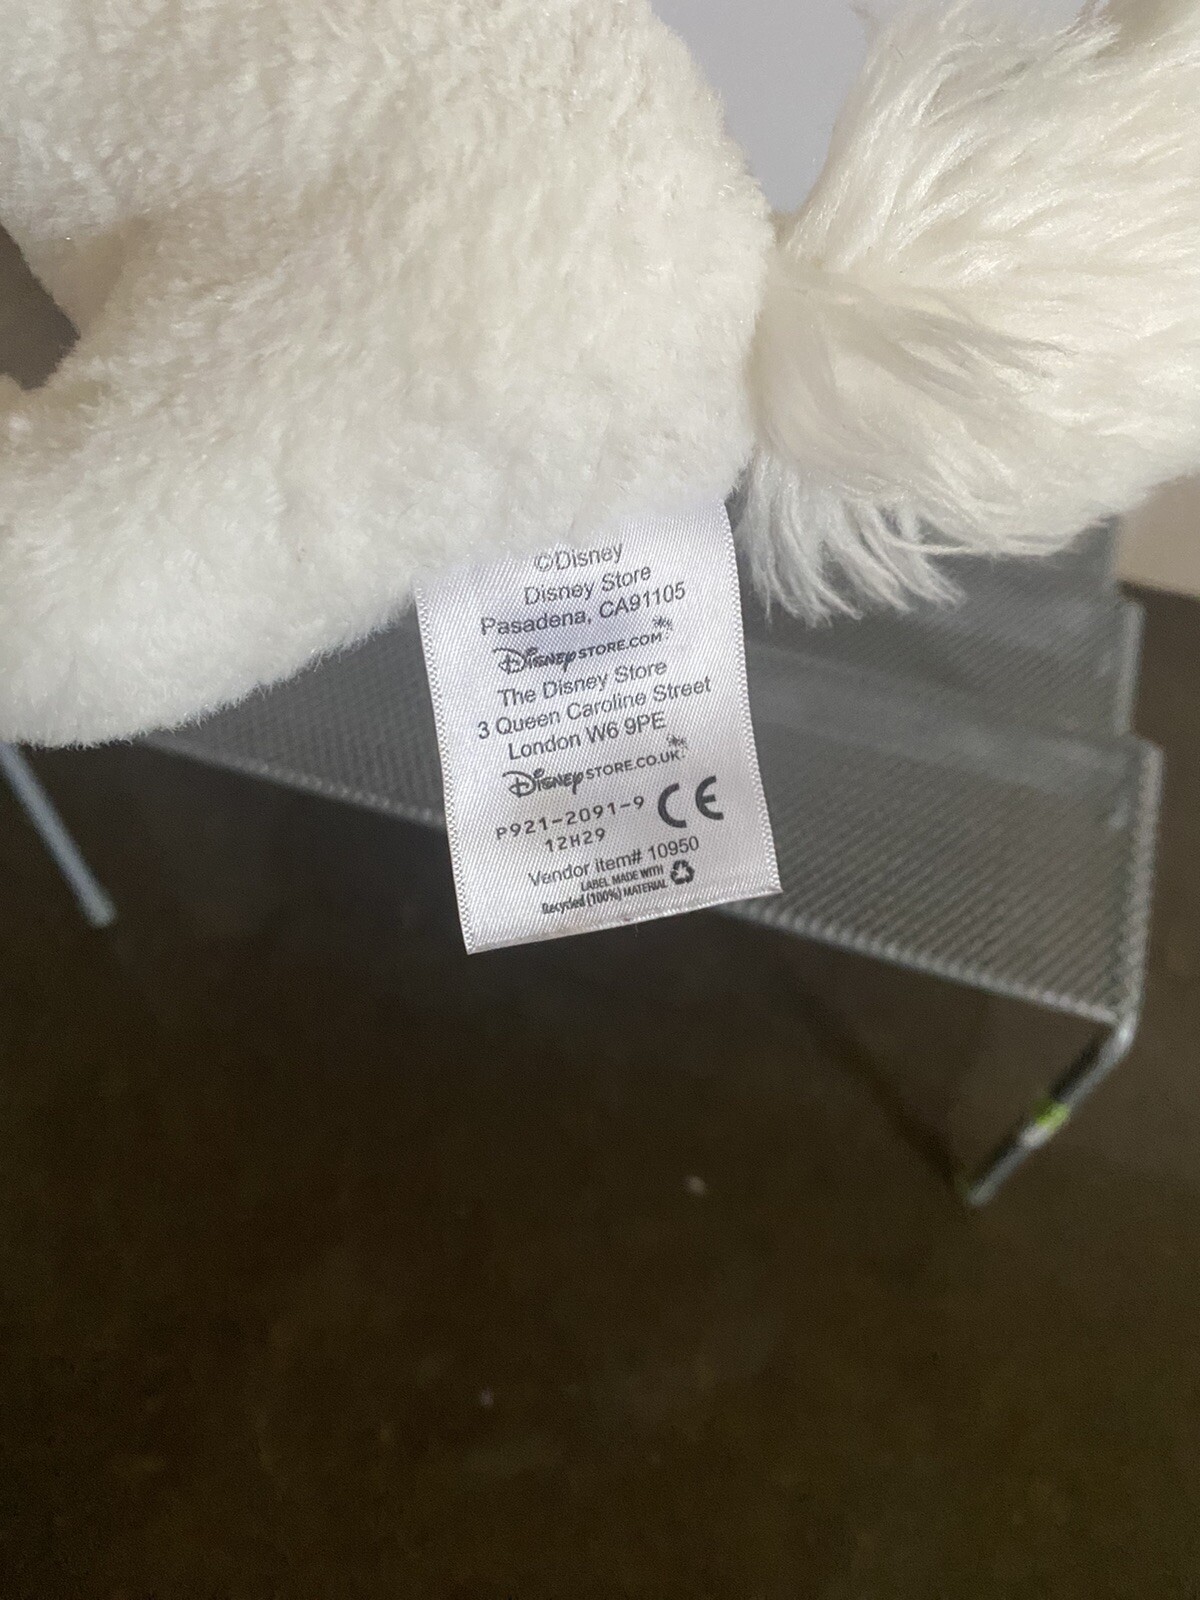 ©Disney
Disney Store
Pasadena, CA91105
DISNEYSTORE.COM
The Disney Store
3 Queen Caroline Street
London W6 9PE
DISNEYSTORE.CO.UK
P921-2091-9 CE
12H29
Vendor item# 10950
LABEL MADE WITH
Recycled (100%) MATERIAL